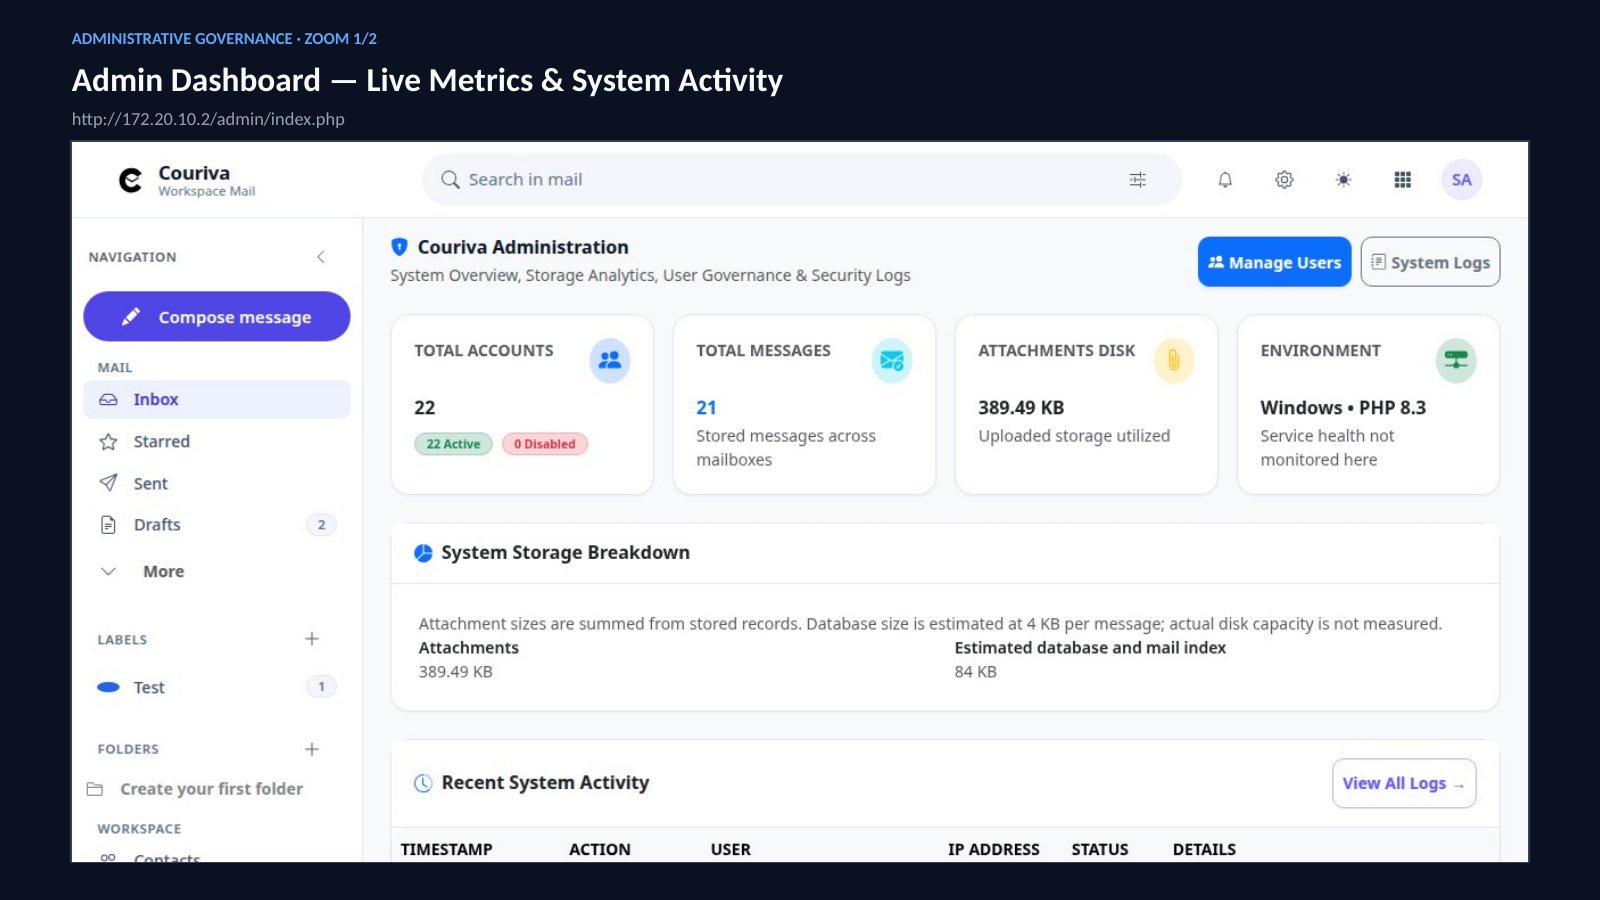 ADMINISTRATIVE GOVERNANCE · ZOOM 1/2
Admin Dashboard — Live Metrics & System Activity
http://172.20.10.2/admin/index.php
Couriva
Workspace Mail
Search in mail
SA
NAVIGATION
Compose message
MAIL
Inbox
Starred
Sent
Drafts 2
More
LABELS
Test 1
FOLDERS
Create your first folder
WORKSPACE
Contacts
Couriva Administration
System Overview, Storage Analytics, User Governance & Security Logs
Manage Users
System Logs
TOTAL ACCOUNTS
22
22 Active 0 Disabled
TOTAL MESSAGES
21
Stored messages across
mailboxes
ATTACHMENTS DISK
389.49 KB
Uploaded storage utilized
ENVIRONMENT
Windows • PHP 8.3
Service health not
monitored here
System Storage Breakdown
Attachment sizes are summed from stored records. Database size is estimated at 4 KB per message; actual disk capacity is not measured.
Attachments
389.49 KB
Estimated database and mail index
84 KB
Recent System Activity
View All Logs →
TIMESTAMP ACTION USER IP ADDRESS STATUS DETAILS